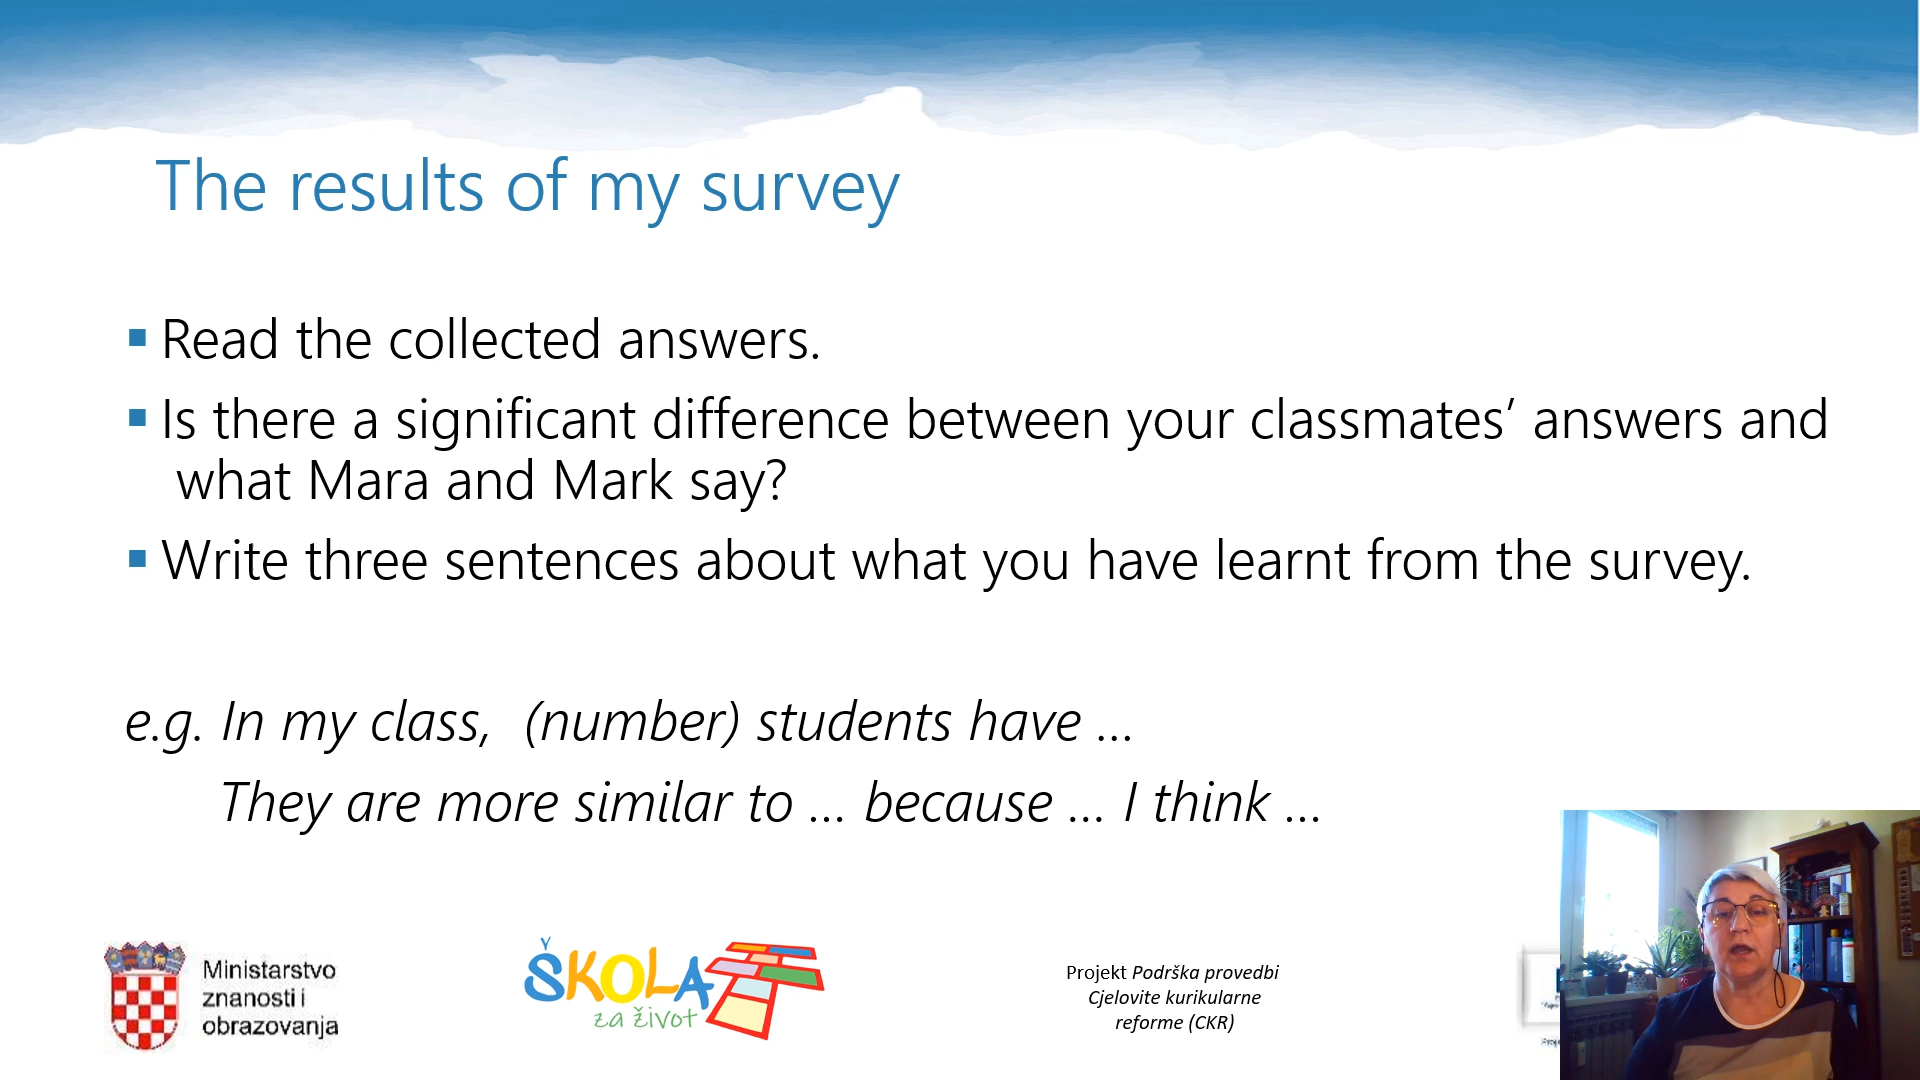 The results of my survey
Read the collected answers.
Is there a significant difference between your classmates’ answers and
what Mara and Mark say?
Write three sentences about what you have learnt from the survey.
e.g. In my class, (number) students have ...
They are more similar to ... because ... I think ...
Ministarstvo
znanosti i
obrazovanja
ŠKOLA
za život
Projekt Podrška provedbi
Cjelovite kurikularne
reforme (CKR)